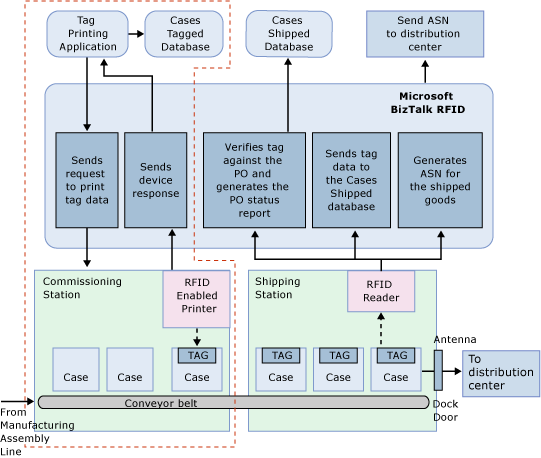 Tag
Printing
Application
Cases
Tagged
Database
Cases
Shipped
Database
Send ASN
to distribution
center
Microsoft
BizTalk RFID
Sends
request
to print
tag data
Sends
device
response
Verifies tag
against the
PO and
generates the
PO status
report
Sends tag
data to
the Cases
Shipped
database
Generates
ASN for
the shipped
goods
Commissioning
Station
RFID
Enabled
Printer
Shipping
Station
RFID
Reader
Case
Case
TAG
Case
TAG
Case
TAG
Case
TAG
Case
Antenna
To
distribution
center
Conveyor belt
Dock
Door
From
Manufacturing
Assembly
Line